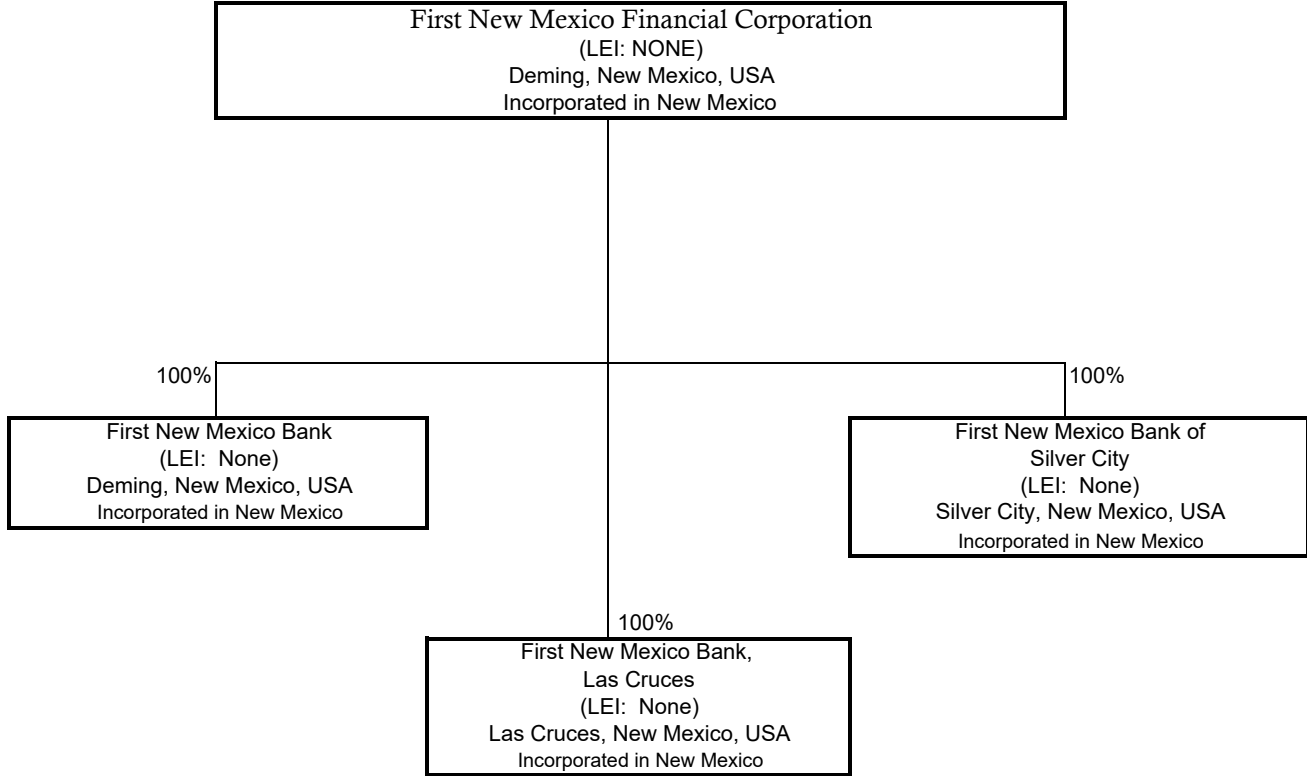 First New Mexico Financial Corporation
(LEI: NONE)
Deming, New Mexico, USA
Incorporated in New Mexico
100%
First New Mexico Bank
(LEI: None)
Deming, New Mexico, USA
Incorporated in New Mexico
100%
First New Mexico Bank of
Silver City
(LEI: None)
Silver City, New Mexico, USA
Incorporated in New Mexico
100%
First New Mexico Bank,
Las Cruces
(LEI: None)
Las Cruces, New Mexico, USA
Incorporated in New Mexico